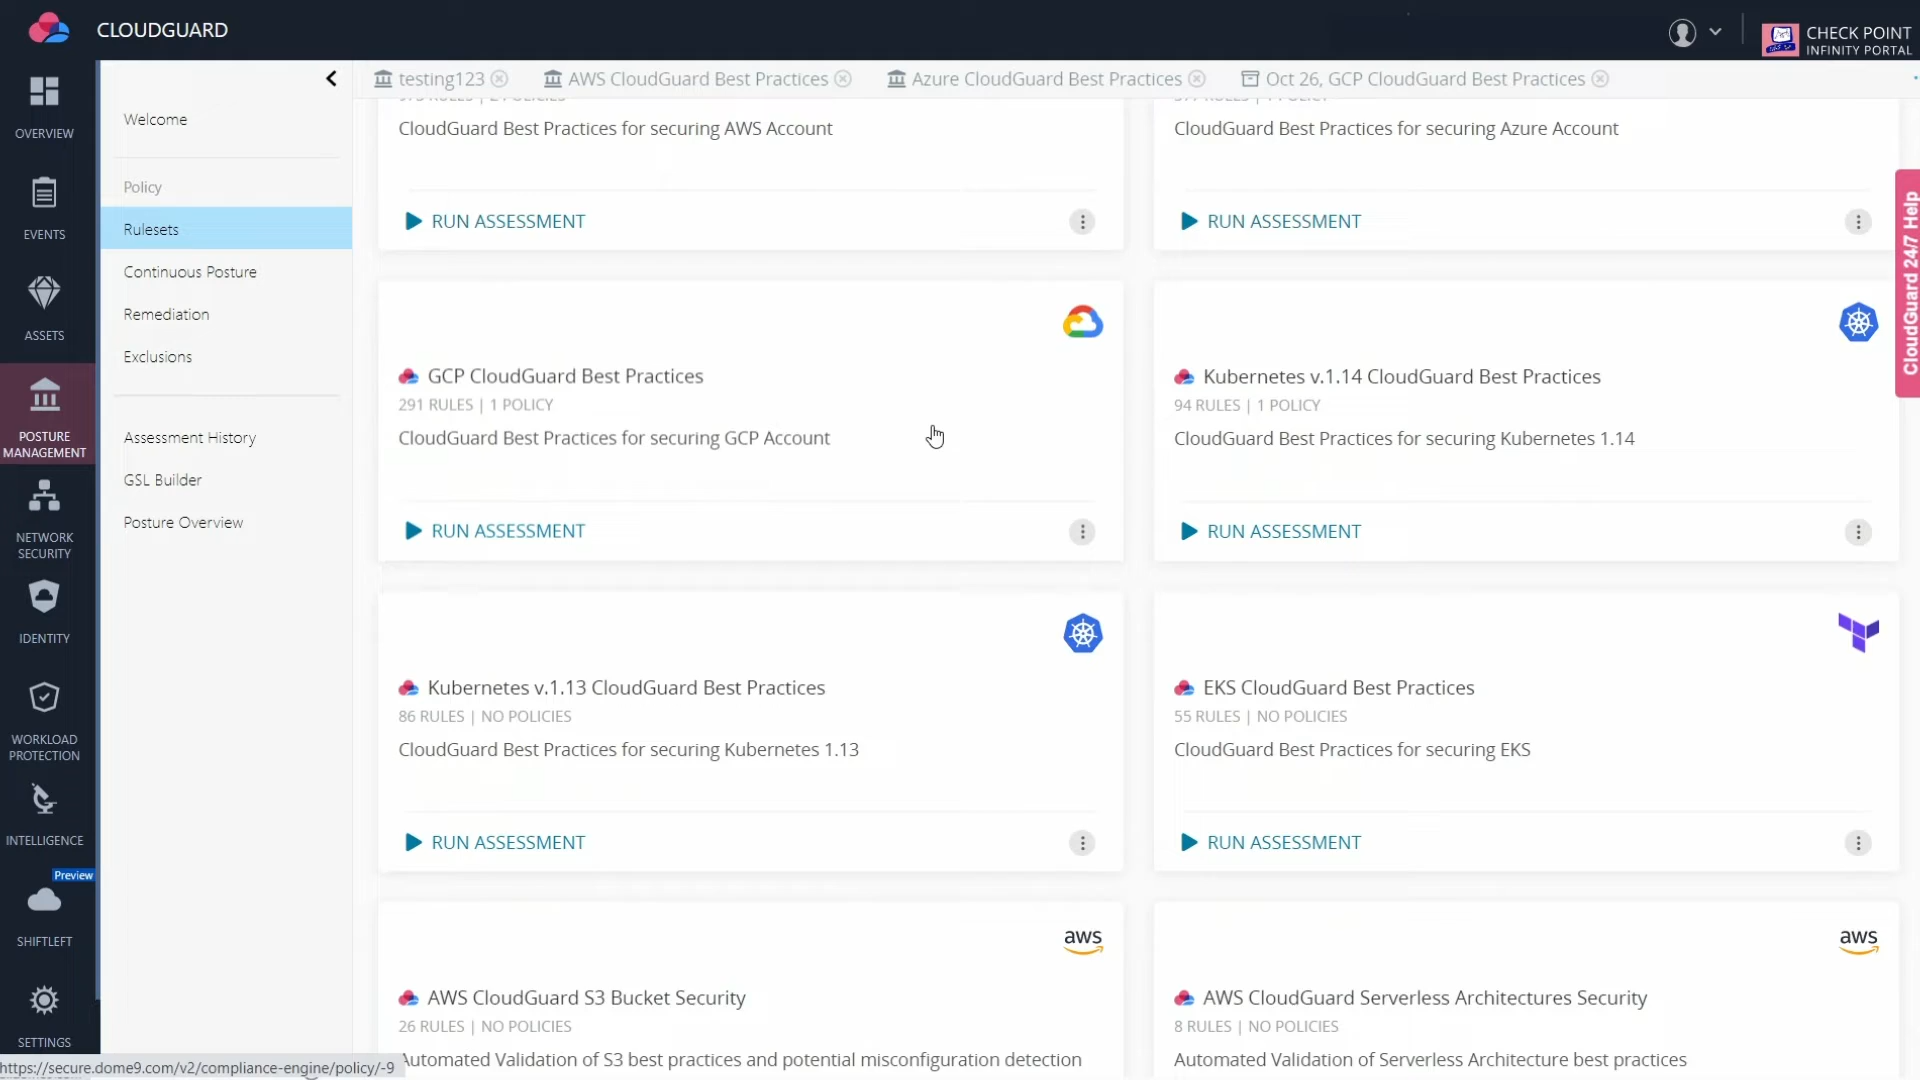 CLOUDGUARD
CHECK POINT
INFINITY PORTAL
OVERVIEW
EVENTS
ASSETS
POSTURE
MANAGEMENT
NETWORK
SECURITY
IDENTITY
WORKLOAD
PROTECTION
INTELLIGENCE
Preview
SHIFTLEFT
SETTINGS
Welcome
Policy
Rulesets
Continuous Posture
Remediation
Exclusions
Assessment History
GSL Builder
Posture Overview
testing123
AWS CloudGuard Best Practices
Azure CloudGuard Best Practices
Oct 26, GCP CloudGuard Best Practices
CloudGuard Best Practices for securing AWS Account
RUN ASSESSMENT
CloudGuard Best Practices for securing Azure Account
RUN ASSESSMENT
GCP CloudGuard Best Practices
291 RULES | 1 POLICY
CloudGuard Best Practices for securing GCP Account
RUN ASSESSMENT
Kubernetes v.1.14 CloudGuard Best Practices
94 RULES | 1 POLICY
CloudGuard Best Practices for securing Kubernetes 1.14
RUN ASSESSMENT
Kubernetes v.1.13 CloudGuard Best Practices
86 RULES | NO POLICIES
CloudGuard Best Practices for securing Kubernetes 1.13
RUN ASSESSMENT
EKS CloudGuard Best Practices
55 RULES | NO POLICIES
CloudGuard Best Practices for securing EKS
RUN ASSESSMENT
aws
AWS CloudGuard S3 Bucket Security
26 RULES | NO POLICIES
Automated Validation of S3 best practices and potential misconfiguration detection
aws
AWS CloudGuard Serverless Architectures Security
8 RULES | NO POLICIES
Automated Validation of Serverless Architecture best practices
CloudGuard 24/7 Help
https://secure.dome9.com/v2/compliance-engine/policy/-9